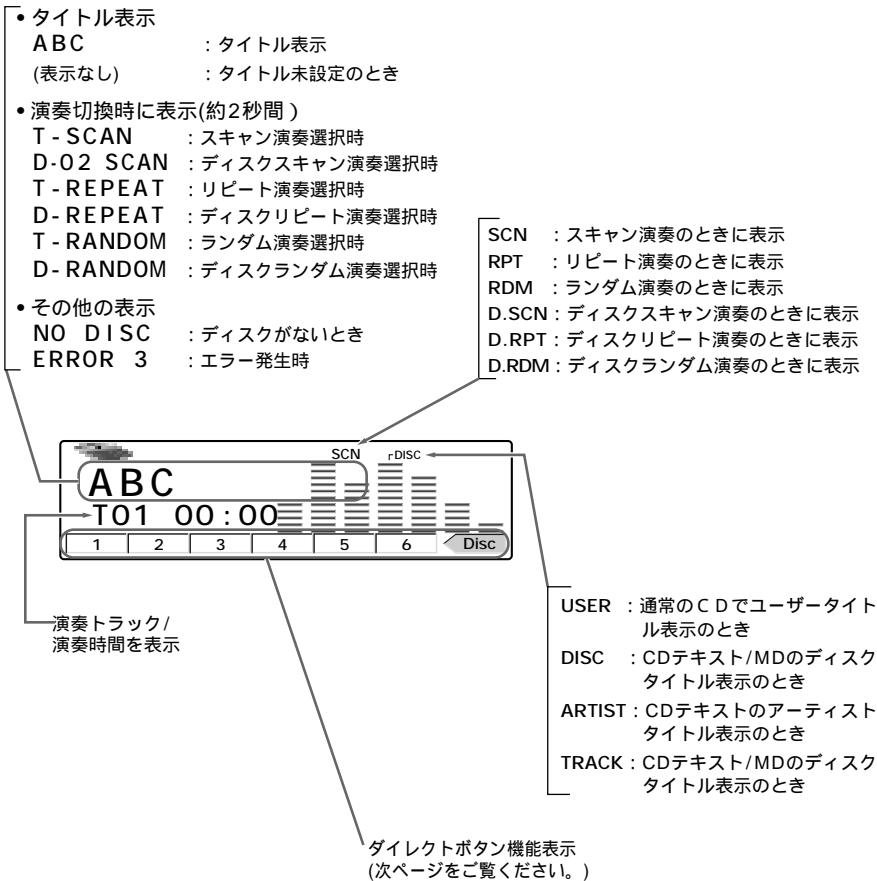 • タイトル表示
ABC ：タイトル表示
(表示なし) ：タイトル未設定のとき
• 演奏切換時に表示(約2秒間)
T-SCAN ：スキャン演奏選択時
D-02 SCAN ：ディスクスキャン演奏選択時
T-REPEAT ：リピート演奏選択時
D-REPEAT ：ディスクリピート演奏選択時
T-RANDOM ：ランダム演奏選択時
D-RANDOM ：ディスクランダム演奏選択時
• その他の表示
NO DISC ：ディスクがないとき
ERROR 3 ：エラー発生時
SCN ：スキャン演奏のときに表示
RPT ：リピート演奏のときに表示
RDM ：ランダム演奏のときに表示
D.SCN：ディスクスキャン演奏のときに表示
D.RPT：ディスクリピート演奏のときに表示
D.RDM：ディスクランダム演奏のときに表示
SCN ┌DISC
ABC
T01 00:00
1 2 3 4 5 6 Disc
演奏トラック/
演奏時間を表示
USER ：通常のＣＤでユーザータイト
ル表示のとき
DISC ：CDテキスト/MDのディスク
タイトル表示のとき
ARTIST：CDテキストのアーティスト
タイトル表示のとき
TRACK：CDテキスト/MDのディスク
タイトル表示のとき
ダイレクトボタン機能表示
(次ページをご覧ください。)